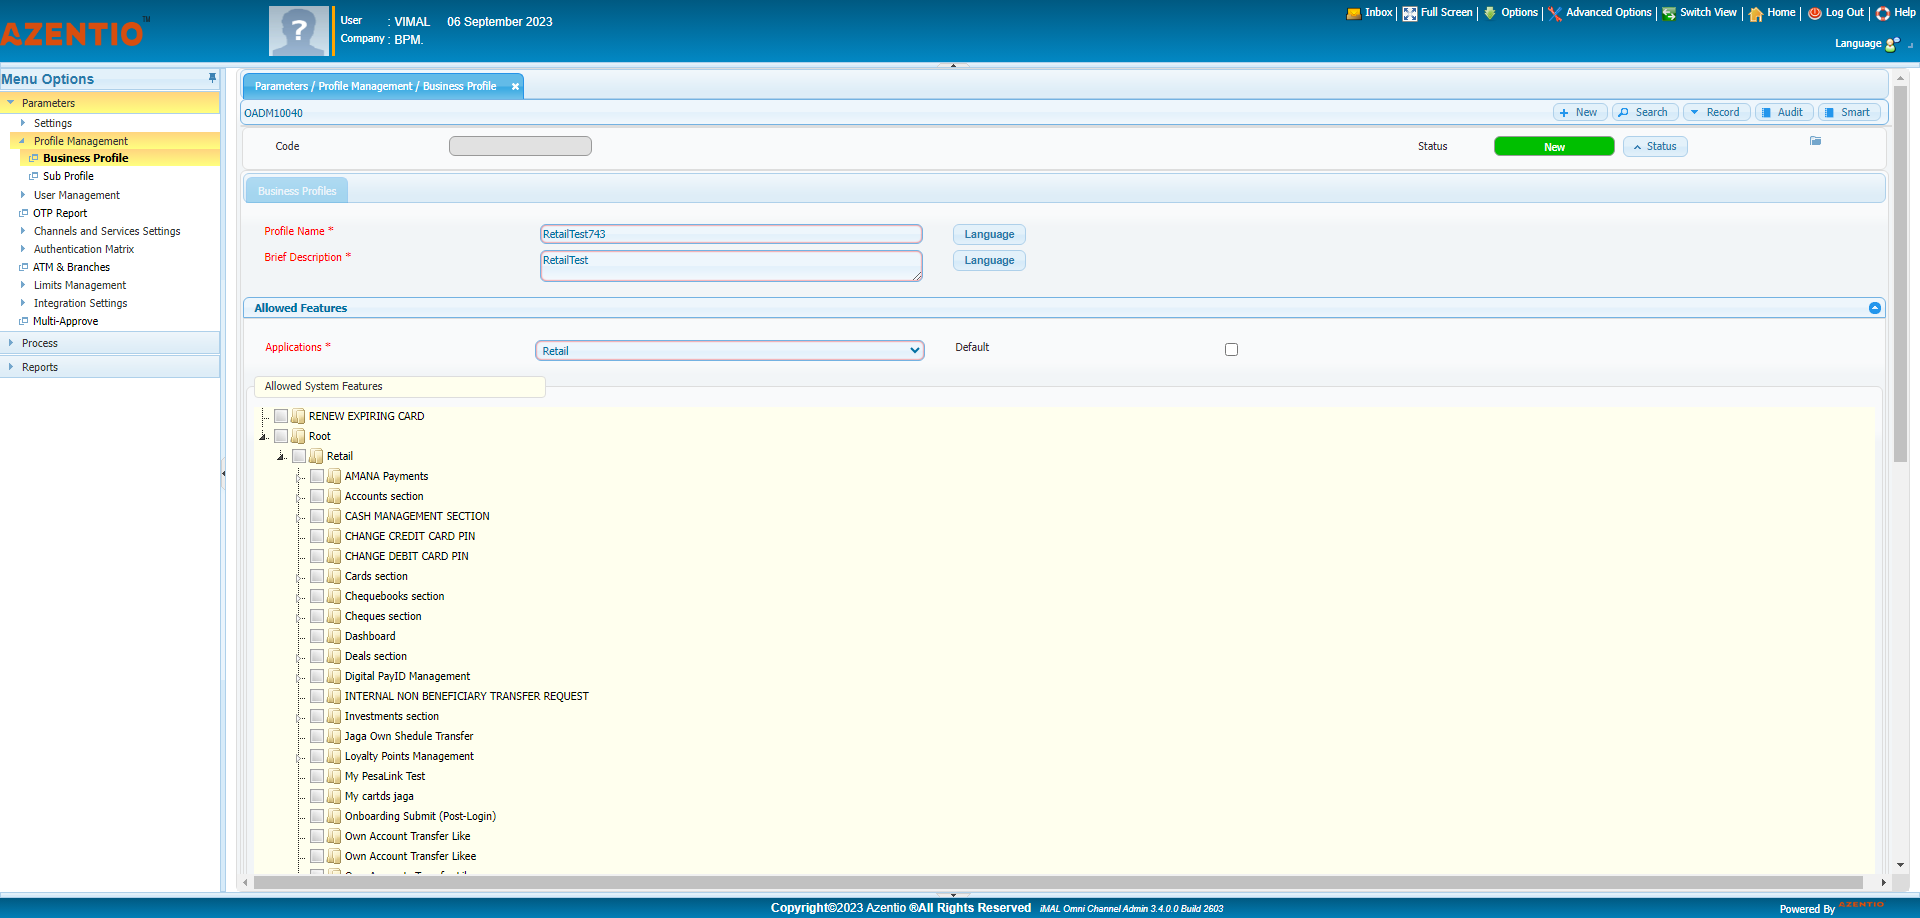 AZENTIO™
User : VIMAL 06 September 2023
Company : BPM.
Inbox Full Screen Options Advanced Options Switch View Home Log Out Help
Language
Menu Options
Parameters
Settings
Profile Management
Business Profile
Sub Profile
User Management
OTP Report
Channels and Services Settings
Authentication Matrix
ATM & Branches
Limits Management
Integration Settings
Multi-Approve
Process
Reports
Parameters / Profile Management / Business Profile
OADM10040
New Search Record Audit Smart
Code
Status New Status
Business Profiles
Profile Name * RetailTest743 Language
Brief Description * RetailTest Language
Allowed Features
Applications * Retail Default
Allowed System Features
RENEW EXPIRING CARD
Root
Retail
AMANA Payments
Accounts section
CASH MANAGEMENT SECTION
CHANGE CREDIT CARD PIN
CHANGE DEBIT CARD PIN
Cards section
Chequebooks section
Cheques section
Dashboard
Deals section
Digital PayID Management
INTERNAL NON BENEFICIARY TRANSFER REQUEST
Investments section
Jaga Own Shedule Transfer
Loyalty Points Management
My PesaLink Test
My cartds jaga
Onboarding Submit (Post-Login)
Own Account Transfer Like
Own Account Transfer Likee
Copyright©2023 Azentio ®All Rights Reserved iMAL Omni Channel Admin 3.4.0.0 Build 2603
Powered By AZENTIO